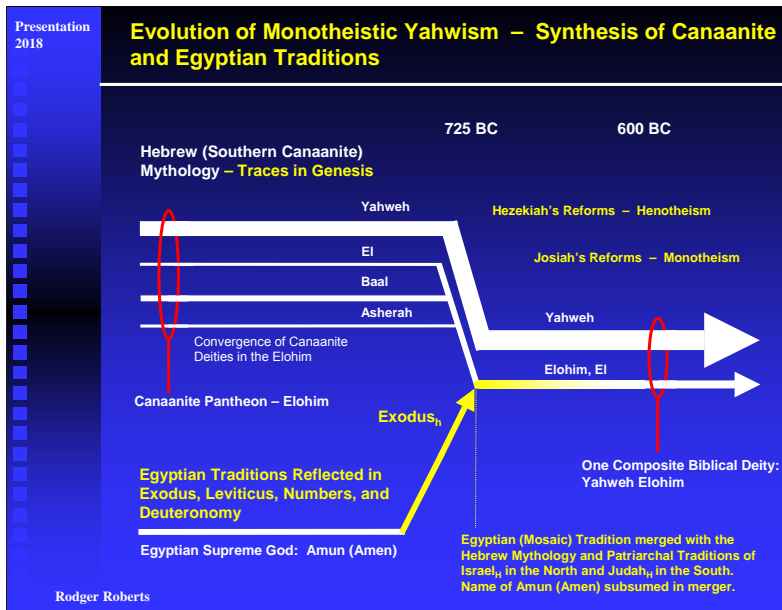 Presentation
2018
Evolution of Monotheistic Yahwism – Synthesis of Canaanite
and Egyptian Traditions
725 BC
600 BC
Hebrew (Southern Canaanite)
Mythology – Traces in Genesis
Yahweh
Hezekiah's Reforms – Henotheism
El
Josiah's Reforms – Monotheism
Baal
Asherah
Yahweh
Convergence of Canaanite
Deities in the Elohim
Elohim, El
Canaanite Pantheon – Elohim
Exodush
One Composite Biblical Deity:
Yahweh Elohim
Egyptian Traditions Reflected in
Exodus, Leviticus, Numbers, and
Deuteronomy
Egyptian Supreme God: Amun (Amen)
Egyptian (Mosaic) Tradition merged with the
Hebrew Mythology and Patriarchal Traditions of
IsraelH in the North and JudahH in the South.
Name of Amun (Amen) subsumed in merger.
Rodger Roberts